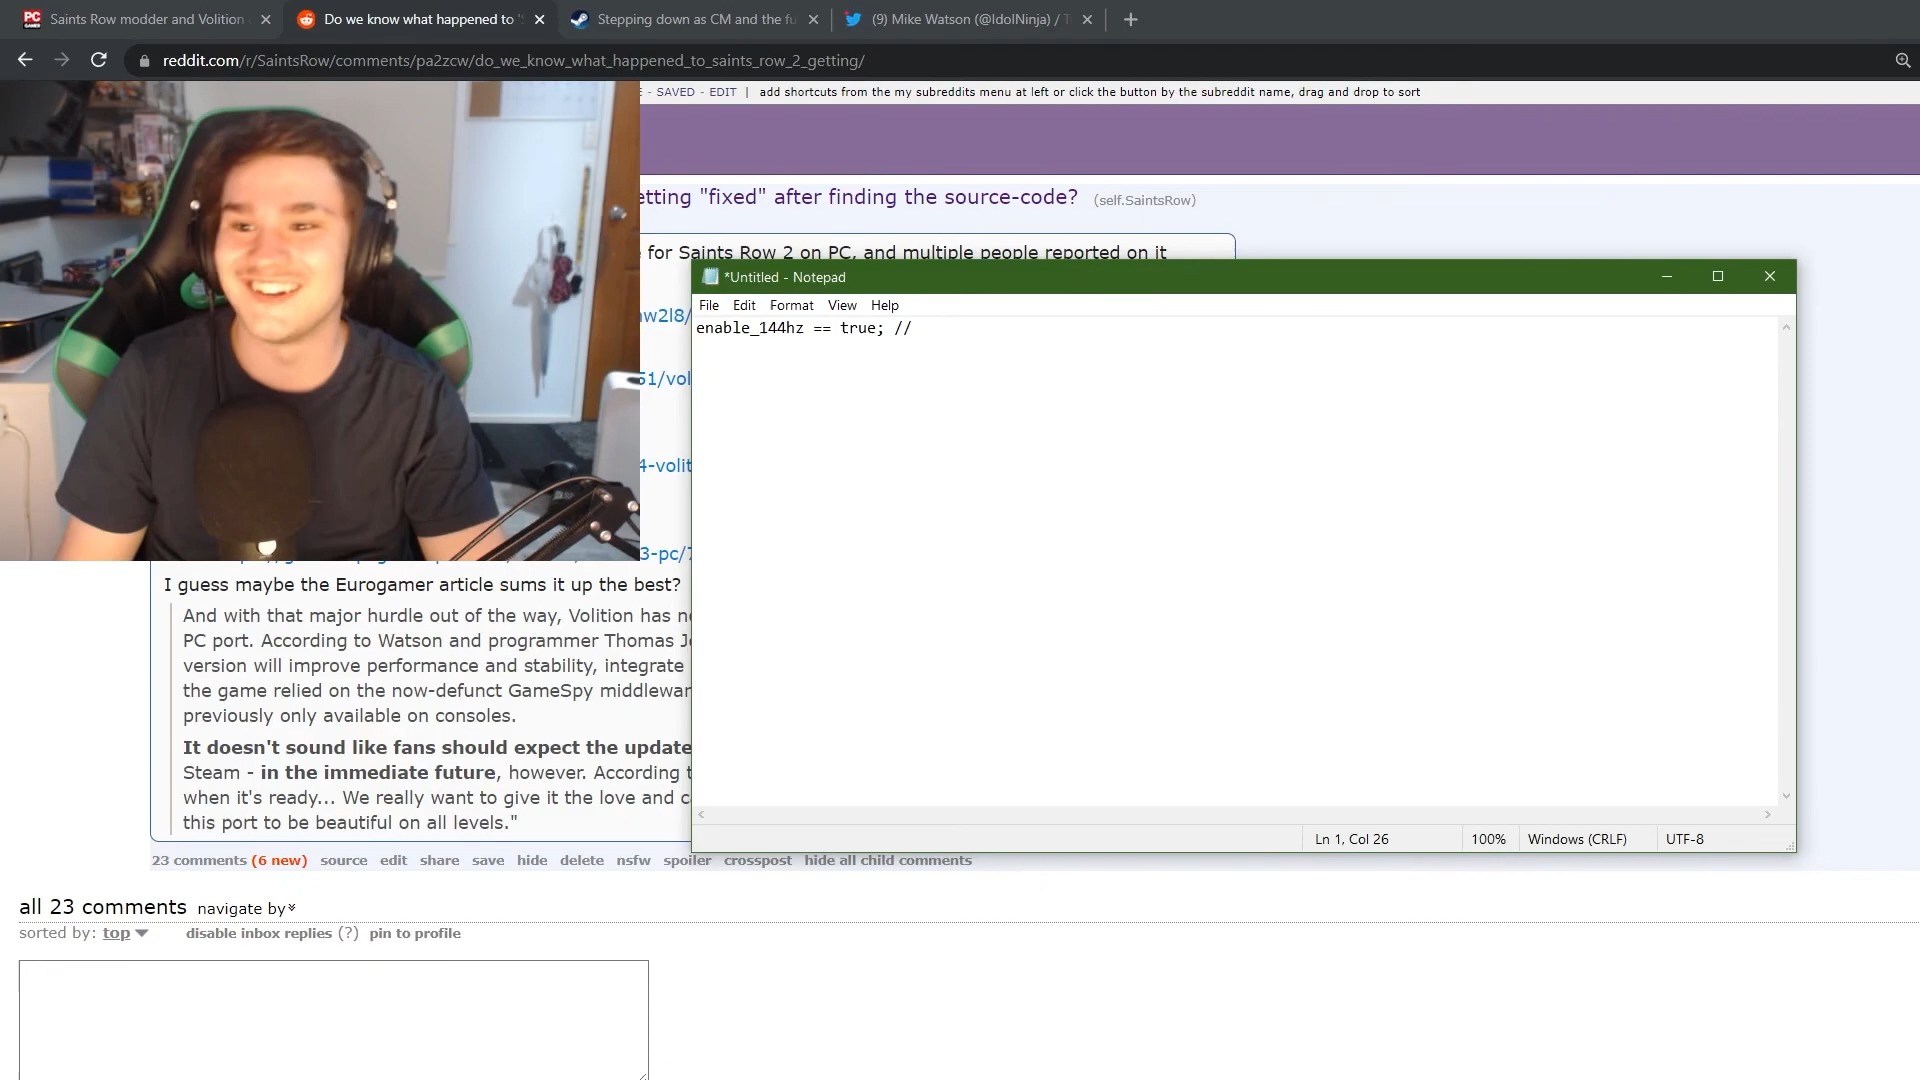 Saints Row modder and Volition
Do we know what happened to 'S
Stepping down as CM and the fu
(9) Mike Watson (@IdolNinja) / T
reddit.com/r/SaintsRow/comments/pa2zcw/do_we_know_what_happened_to_saints_row_2_getting/
- SAVED - EDIT | add shortcuts from the my subreddits menu at left or click the button by the subreddit name, drag and drop to sort
etting "fixed" after finding the source-code? (self.SaintsRow)
for Saints Row 2 on PC, and multiple people reported on it
*Untitled - Notepad
File Edit Format View Help
enable_144hz == true; //
w2l8/
51/vol
4-volit
3-pc/7
I guess maybe the Eurogamer article sums it up the best?
And with that major hurdle out of the way, Volition has n
PC port. According to Watson and programmer Thomas J
version will improve performance and stability, integrate
the game relied on the now-defunct GameSpy middlewar
previously only available on consoles.
It doesn't sound like fans should expect the update
Steam - in the immediate future, however. According t
when it's ready... We really want to give it the love and c
this port to be beautiful on all levels."
Ln 1, Col 26 100% Windows (CRLF) UTF-8
23 comments (6 new) source edit share save hide delete nsfw spoiler crosspost hide all child comments
all 23 comments navigate by
sorted by: top disable inbox replies (?) pin to profile